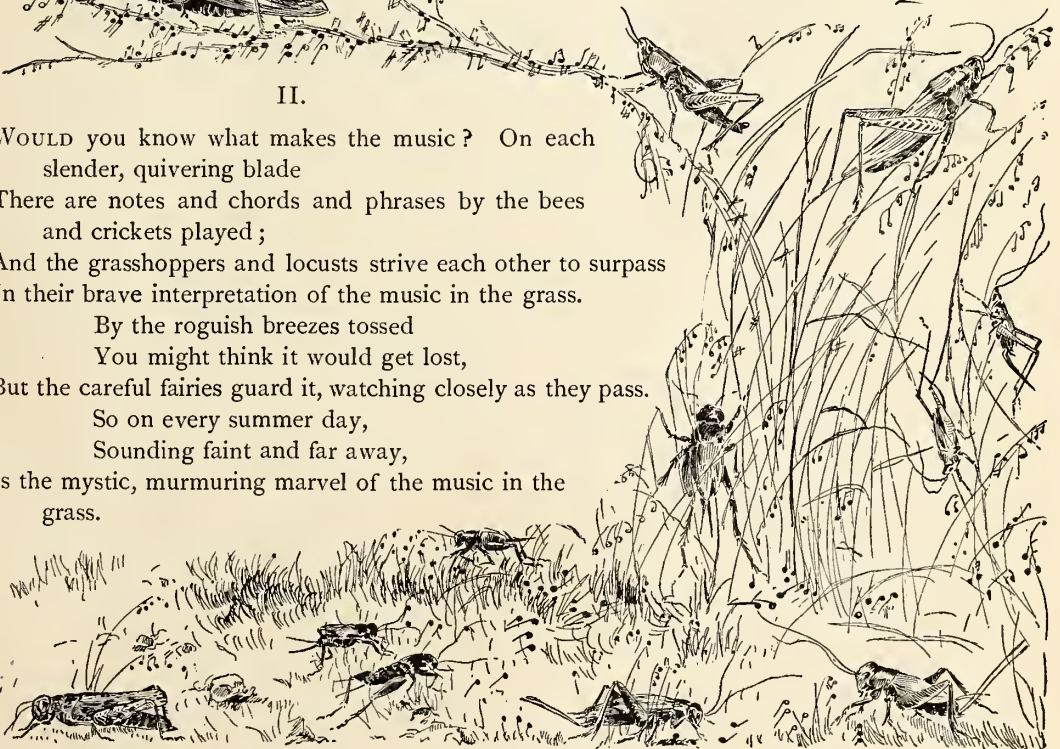 II.
WOULD you know what makes the music? On each
slender, quivering blade
There are notes and chords and phrases by the bees
and crickets played;
And the grasshoppers and locusts strive each other to surpass
In their brave interpretation of the music in the grass.
By the roguish breezes tossed
You might think it would get lost,
But the careful fairies guard it, watching closely as they pass.
So on every summer day,
Sounding faint and far away,
Is the mystic, murmuring marvel of the music in the
grass.